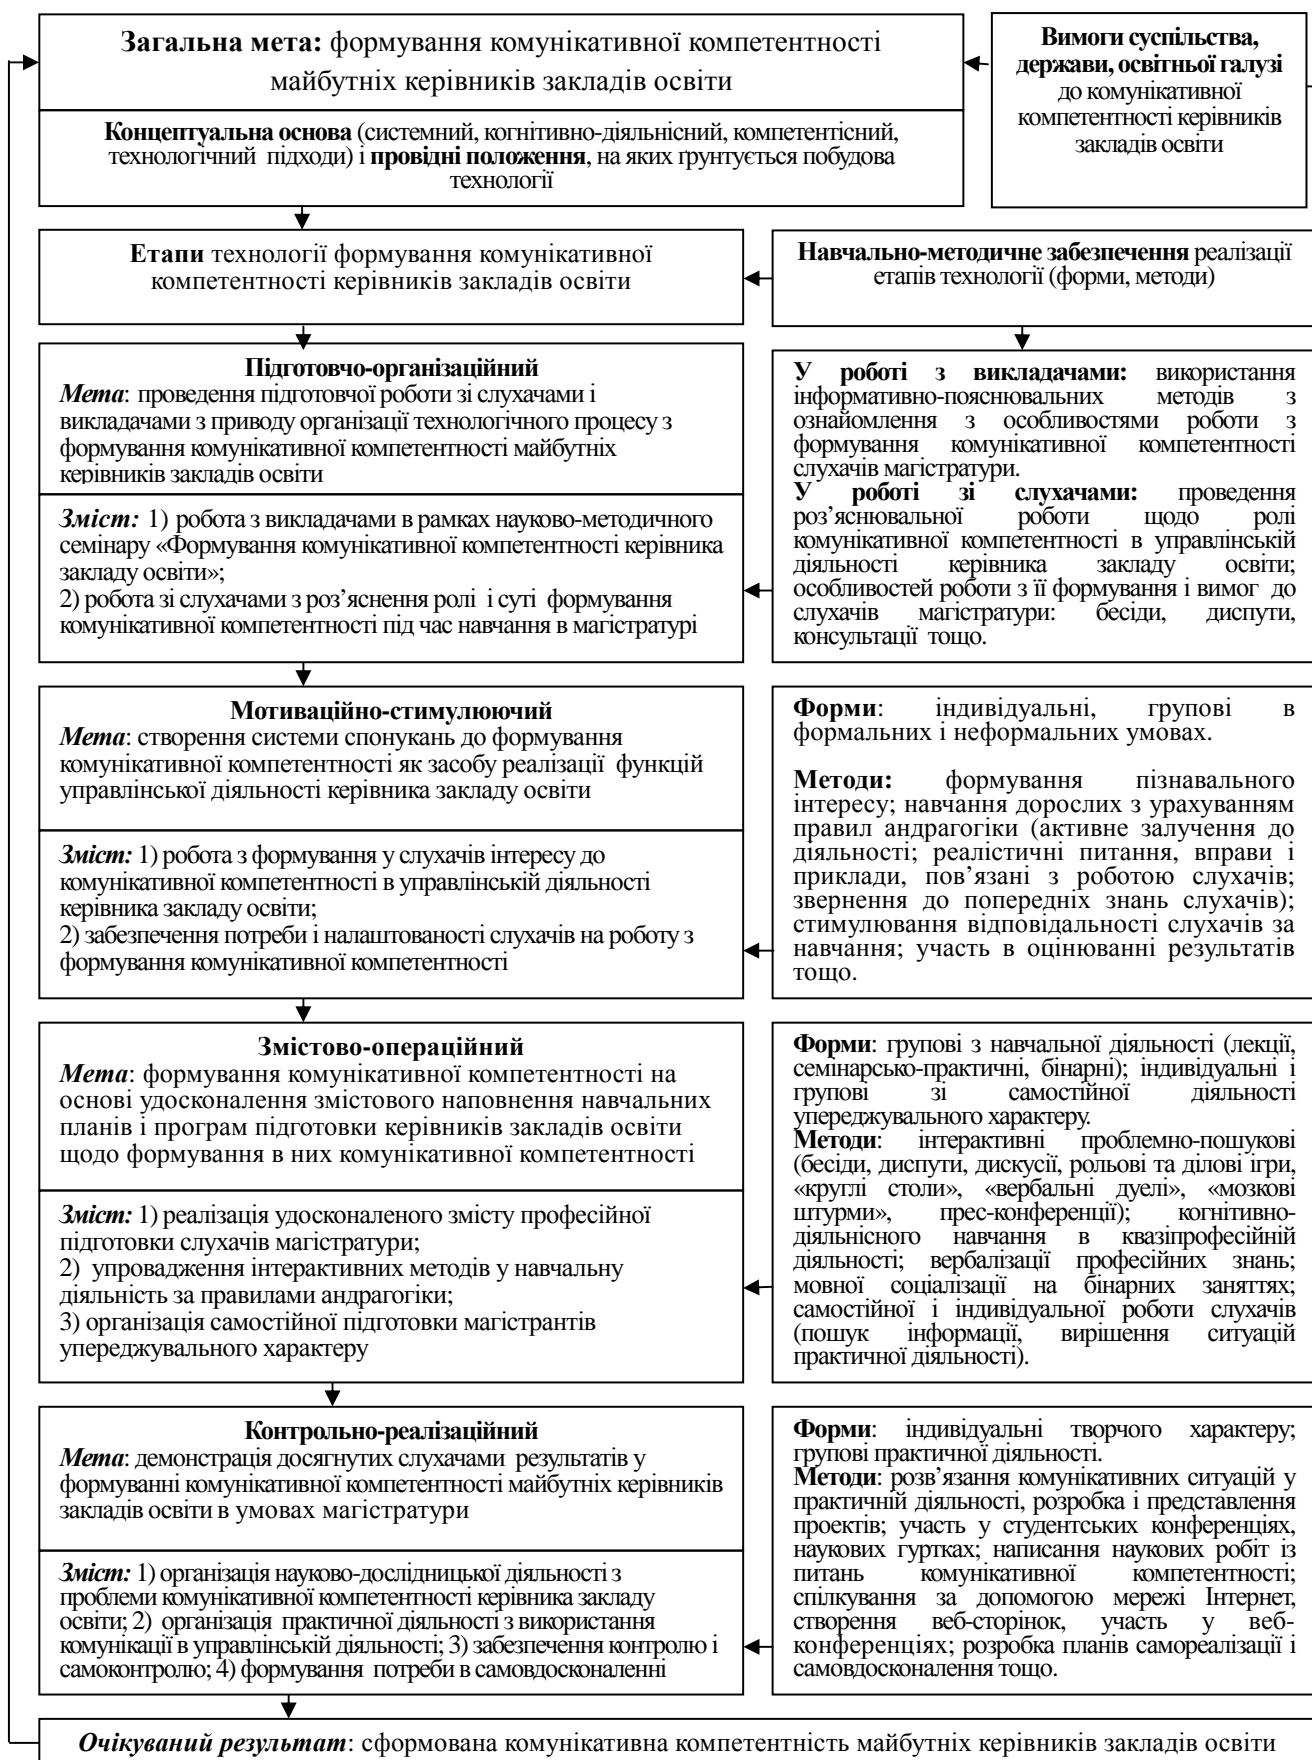 Загальна мета: формування комунікативної компетентності
майбутніх керівників закладів освіти
Концептуальна основа (системний, когнітивно-діяльнісний, компетентісний,
технологічний підходи) і провідні положення, на яких ґрунтується побудова
технології
Вимоги суспільства,
держави, освітньої галузі
до комунікативної
компетентності керівників
закладів освіти
Етапи технології формування комунікативної
компетентності керівників закладів освіти
Навчально-методичне забезпечення реалізації
етапів технології (форми, методи)
Підготовчо-організаційний
Мета: проведення підготовчої роботи зі слухачами і
викладачами з приводу організації технологічного процесу з
формування комунікативної компетентності майбутніх
керівників закладів освіти
Зміст: 1) робота з викладачами в рамках науково-методичного
семінару «Формування комунікативної компетентності керівника
закладу освіти»;
2) робота зі слухачами з роз’яснення ролі і суті формування
комунікативної компетентності під час навчання в магістратурі
У роботі з викладачами: використання
інформативно-пояснювальних методів з
ознайомлення з особливостями роботи з
формування комунікативної компетентності
слухачів магістратури.
У роботі зі слухачами: проведення
роз’яснювальної роботи щодо ролі
комунікативної компетентності в управлінській
діяльності керівника закладу освіти;
особливостей роботи з її формування і вимог до
слухачів магістратури: бесіди, диспути,
консультації тощо.
Мотиваційно-стимулюючий
Мета: створення системи спонукань до формування
комунікативної компетентності як засобу реалізації функцій
управлінської діяльності керівника закладу освіти
Зміст: 1) робота з формування у слухачів інтересу до
комунікативної компетентності в управлінській діяльності
керівника закладу освіти;
2) забезпечення потреби і налаштованості слухачів на роботу з
формування комунікативної компетентності
Форми: індивідуальні, групові в
формальних і неформальних умовах.
Методи: формування пізнавального
інтересу; навчання дорослих з урахуванням
правил андрагогіки (активне залучення до
діяльності; реалістичні питання, вправи і
приклади, пов’язані з роботою слухачів;
звернення до попередніх знань слухачів);
стимулювання відповідальності слухачів за
навчання; участь в оцінюванні результатів
тощо.
Змістово-операційний
Мета: формування комунікативної компетентності на
основі удосконалення змістового наповнення навчальних
планів і програм підготовки керівників закладів освіти
щодо формування в них комунікативної компетентності
Зміст: 1) реалізація удосконаленого змісту професійної
підготовки слухачів магістратури;
2) упровадження інтерактивних методів у навчальну
діяльність за правилами андрагогіки;
3) організація самостійної підготовки магістрантів
упереджувального характеру
Форми: групові з навчальної діяльності (лекції,
семінарсько-практичні, бінарні); індивідуальні і
групові зі самостійної діяльності
упереджувального характеру.
Методи: інтерактивні проблемно-пошукові
(бесіди, диспути, дискусії, рольові та ділові ігри,
«круглі столи», «вербальні дуелі», «мозкові
штурми», прес-конференції); когнітивно-
діяльнісного навчання в квазіпрофесійній
діяльності; вербалізації професійних знань;
мовної соціалізації на бінарних заняттях;
самостійної і індивідуальної роботи слухачів
(пошук інформації, вирішення ситуацій
практичної діяльності).
Контрольно-реалізаційний
Мета: демонстрація досягнутих слухачами результатів у
формуванні комунікативної компетентності майбутніх керівників
закладів освіти в умовах магістратури
Зміст: 1) організація науково-дослідницької діяльності з
проблеми комунікативної компетентності керівника закладу
освіти; 2) організація практичної діяльності з використання
комунікації в управлінській діяльності; 3) забезпечення контролю і
самоконтролю; 4) формування потреби в самовдосконаленні
Форми: індивідуальні творчого характеру;
групові практичної діяльності.
Методи: розв’язання комунікативних ситуацій у
практичній діяльності, розробка і представлення
проектів; участь у студентських конференціях,
наукових гуртках; написання наукових робіт із
питань комунікативної компетентності;
спілкування за допомогою мережі Інтернет,
створення веб-сторінок, участь у веб-
конференціях; розробка планів самореалізації і
самовдосконалення тощо.
Очікуваний результат: сформована комунікативна компетентність майбутніх керівників закладів освіти